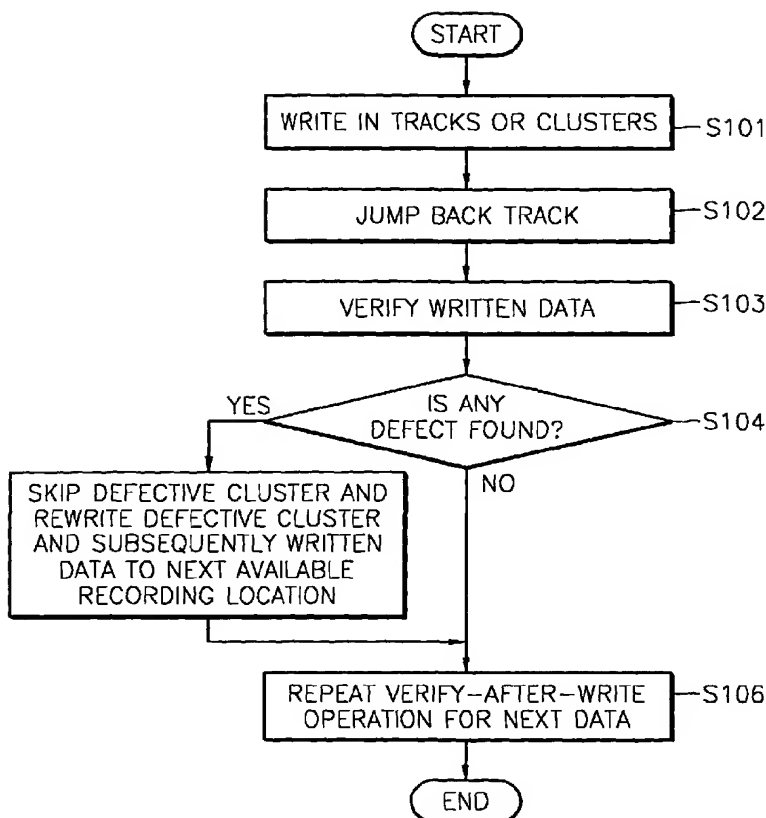 START
WRITE IN TRACKS OR CLUSTERS
S101
JUMP BACK TRACK
S102
VERIFY WRITTEN DATA
S103
YES
IS ANY
DEFECT FOUND?
S104
NO
SKIP DEFECTIVE CLUSTER AND
REWRITE DEFECTIVE CLUSTER
AND SUBSEQUENTLY WRITTEN
DATA TO NEXT AVAILABLE
RECORDING LOCATION
REPEAT VERIFY-AFTER-WRITE
OPERATION FOR NEXT DATA
S106
END